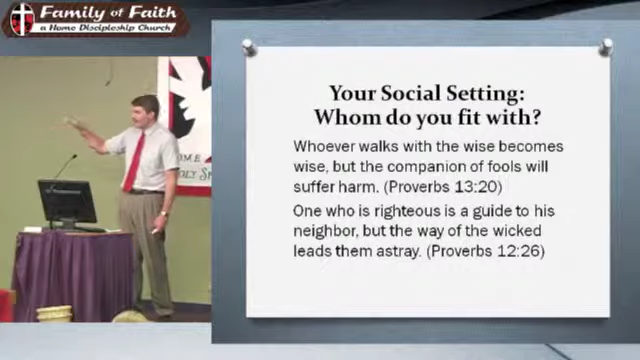 Family of Faith
a Home Discipleship Church
Your Social Setting:
Whom do you fit with?
Whoever walks with the wise becomes
wise, but the companion of fools will
suffer harm. (Proverbs 13:20)
One who is righteous is a guide to his
neighbor, but the way of the wicked
leads them astray. (Proverbs 12:26)